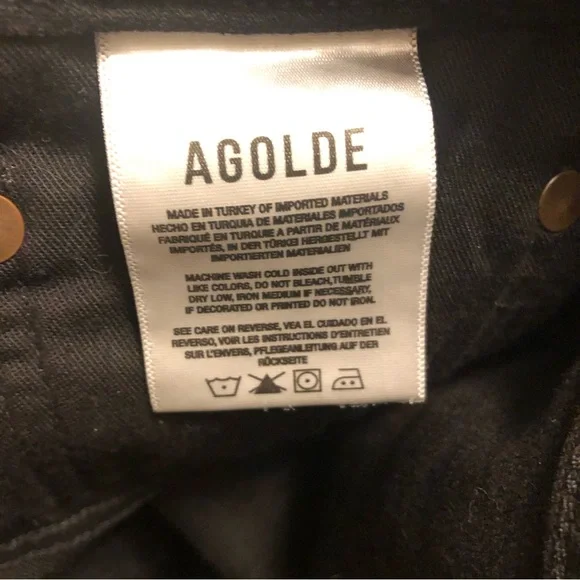 AGOLDE
MADE IN TURKEY OF IMPORTED MATERIALS
HECHO EN TURQUIA DE MATERIALES IMPORTADOS
FABRIQUÉ EN TURQUIE A PARTIR DE MATÉRIAUX
IMPORTÉS, IN DER TÜRKEI HERGESTELLT MIT
IMPORTIERTEN MATERIALIEN
MACHINE WASH COLD INSIDE OUT WITH
LIKE COLORS, DO NOT BLEACH,TUMBLE
DRY LOW, IRON MEDIUM IF NECESSARY,
IF DECORATED OR PRINTED DO NOT IRON.
SEE CARE ON REVERSE, VEA EL CUIDADO EN EL
REVERSO, VOIR LES INSTRUCTIONS D'ENTRETIEN
SUR L'ENVERS, PFLEGEANLEITUNG AUF DER
RÜCKSEITE